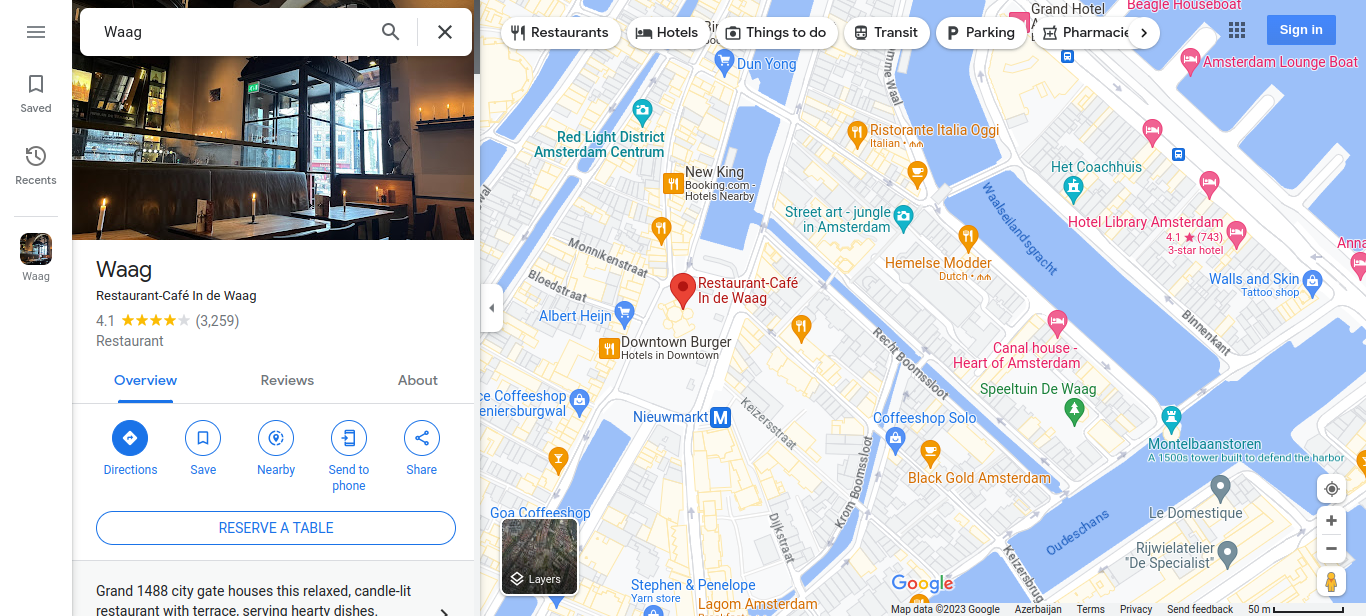 Waag
Saved
Recents
Waag
Waag
Restaurant-Café In de Waag
4.1 ★★★★★ (3,259)
Restaurant
Overview
Reviews
About
Directions
Save
Nearby
Send to
phone
Share
RESERVE A TABLE
Grand 1488 city gate houses this relaxed, candle-lit
restaurant with terrace, serving hearty dishes.
Restaurants
Hotels
Things to do
Transit
Parking
Pharmacie
Sign in
Grand Hotel
Beagle Houseboat
Amsterdam Lounge Boat
Dun Yong
Red Light District
Amsterdam Centrum
Ristorante Italia Oggi
Italian
Het Coachhuis
New King
Booking.com -
Hotels Nearby
Street art - jungle
in Amsterdam
Waalseilandsgracht
Hotel Library Amsterdam
4.1 ★ (743)
3-star hotel
Anna
Monnikenstraat
Hemelse Modder
Dutch
Bloedstraat
Restaurant-Café
In de Waag
Walls and Skin
Tattoo shop
Binnenkant
Albert Heijn
Downtown Burger
Hotels in Downtown
Recht Boomssloot
Canal house -
Heart of Amsterdam
Speeltuin De Waag
ce Coffeeshop
eniersburgwal
Nieuwmarkt M
Keizersstraat
Coffeeshop Solo
Montelbaanstoren
A 1500s tower built to defend the harbor
Black Gold Amsterdam
Krom Boomssloot
Goa Coffeeshop
Dijkstraat
Oudeschans
Le Domestique
Keizersbrug
Rijwielatelier
"De Specialist"
Layers
Stephen & Penelope
Yarn store
Lagom Amsterdam
Google
Map data ©2023 Google
Azerbaijan
Terms
Privacy
Send feedback
50 m